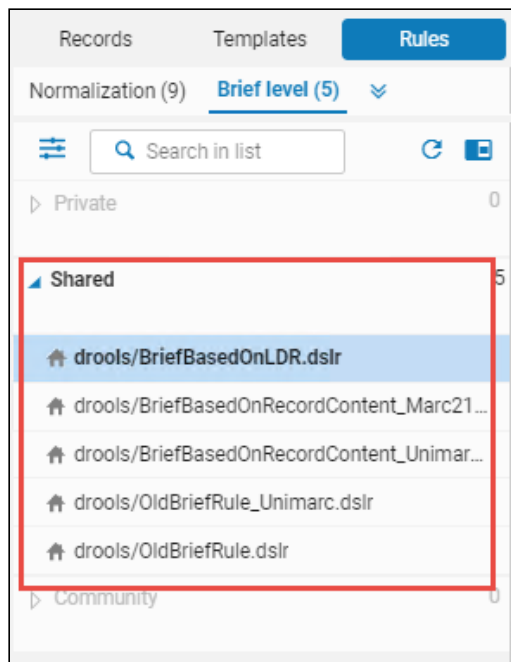 Records Templates Rules
Normalization (9) Brief level (5)
Search in list
Private 0
Shared 5
drools/BriefBasedOnLDR.dslr
drools/BriefBasedOnRecordContent_Marc21...
drools/BriefBasedOnRecordContent_Unimar...
drools/OldBriefRule_Unimarc.dslr
drools/OldBriefRule.dslr
Community 0